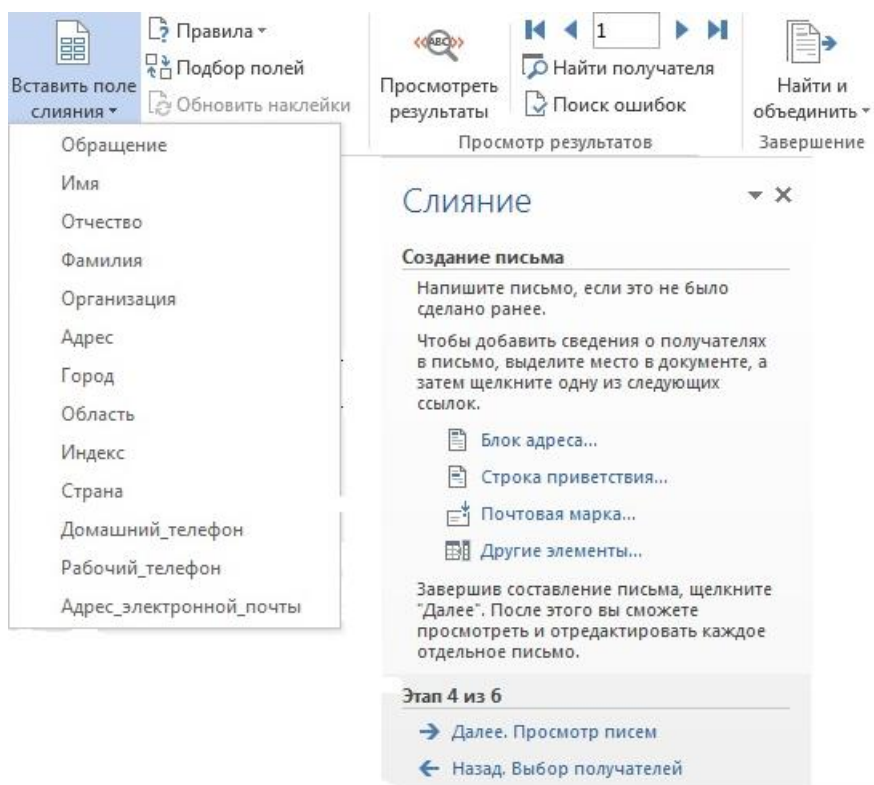 Вставить поле
слияния
Правила
Подбор полей
Обновить наклейки
ABC
Просмотреть
результаты
1
Найти получателя
Поиск ошибок
Просмотр результатов
Найти и
объединить
Завершение
Обращение
Имя
Отчество
Фамилия
Организация
Адрес
Город
Область
Индекс
Страна
Домашний_телефон
Рабочий_телефон
Адрес_электронной_почты
Слияние
Создание письма
Напишите письмо, если это не было
сделано ранее.
Чтобы добавить сведения о получателях
в письмо, выделите место в документе, а
затем щелкните одну из следующих
ссылок.
Блок адреса...
Строка приветствия...
Почтовая марка...
Другие элементы...
Завершив составление письма, щелкните
"Далее". После этого вы сможете
просмотреть и отредактировать каждое
отдельное письмо.
Этап 4 из 6
Далее. Просмотр писем
Назад. Выбор получателей